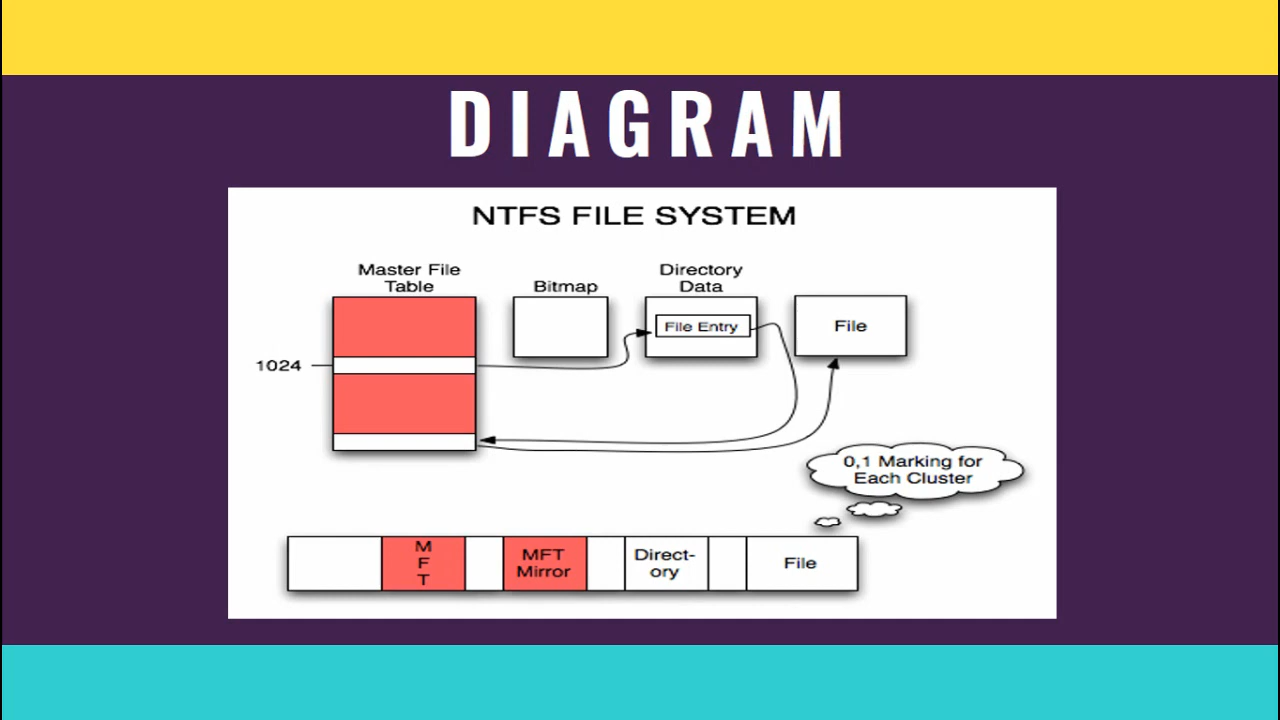 DIAGRAM
NTFS FILE SYSTEM
Master File
Table
Bitmap
Directory
Data
File Entry
File
1024
0,1 Marking for
Each Cluster
M
F
T
MFT
Mirror
Direct-
ory
File